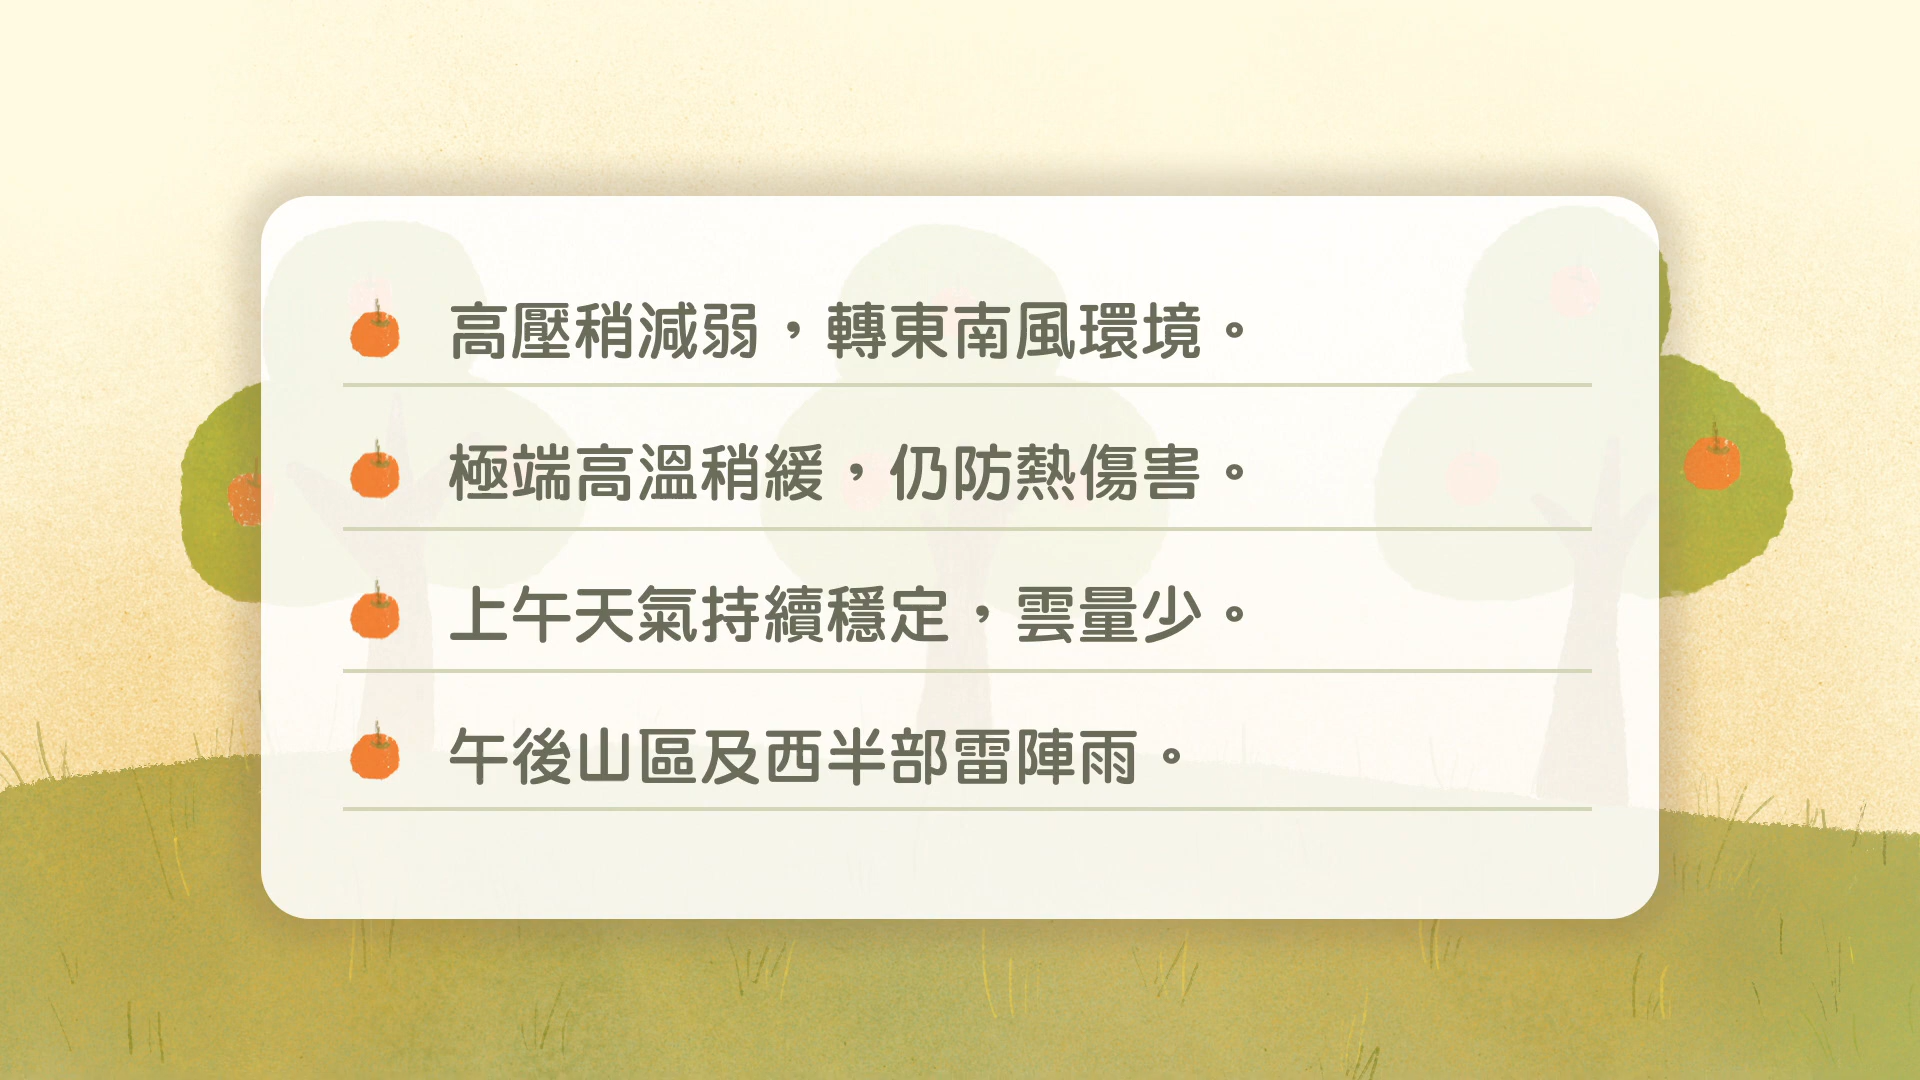 高壓稍減弱，轉東南風環境。
極端高溫稍緩，仍防熱傷害。
上午天氣持續穩定，雲量少。
午後山區及西半部雷陣雨。